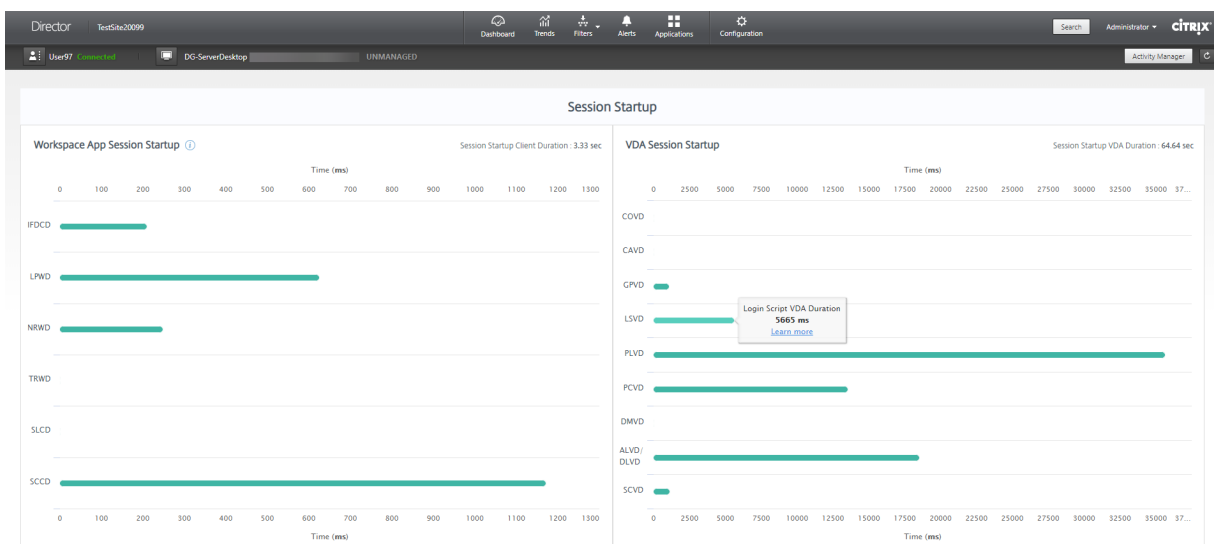 Director TestSite20099 Dashboard Trends Filters Alerts Applications Configuration Search Administrator CITRIX
User97 Connected DG-ServerDesktop UNMANAGED Activity Manager
Session Startup
Workspace App Session Startup Session Startup Client Duration : 3.33 sec
Time (ms)
0 100 200 300 400 500 600 700 800 900 1000 1100 1200 1300
IFDCD
LPWD
NRWD
TRWD
SLCD
SCCD
0 100 200 300 400 500 600 700 800 900 1000 1100 1200 1300
Time (ms)
VDA Session Startup Session Startup VDA Duration : 64.64 sec
Time (ms)
0 2500 5000 7500 10000 12500 15000 17500 20000 22500 25000 27500 30000 32500 35000 37...
COVD
CAVD
GPVD
LSVD
Login Script VDA Duration
5665 ms
Learn more
PLVD
PCVD
DMVD
ALVD/
DLVD
SCVD
0 2500 5000 7500 10000 12500 15000 17500 20000 22500 25000 27500 30000 32500 35000 37...
Time (ms)